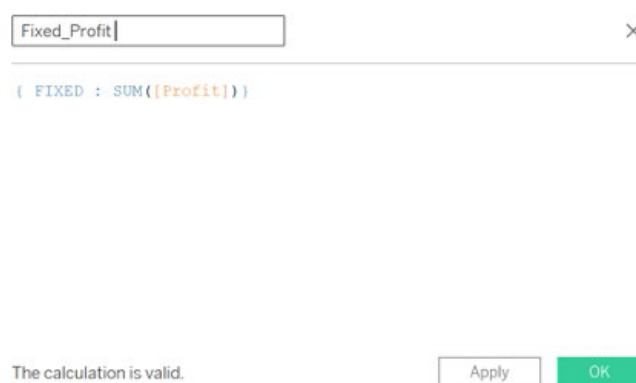 Fixed_Profit
{ FIXED : SUM([Profit])}
The calculation is valid.
Apply
OK